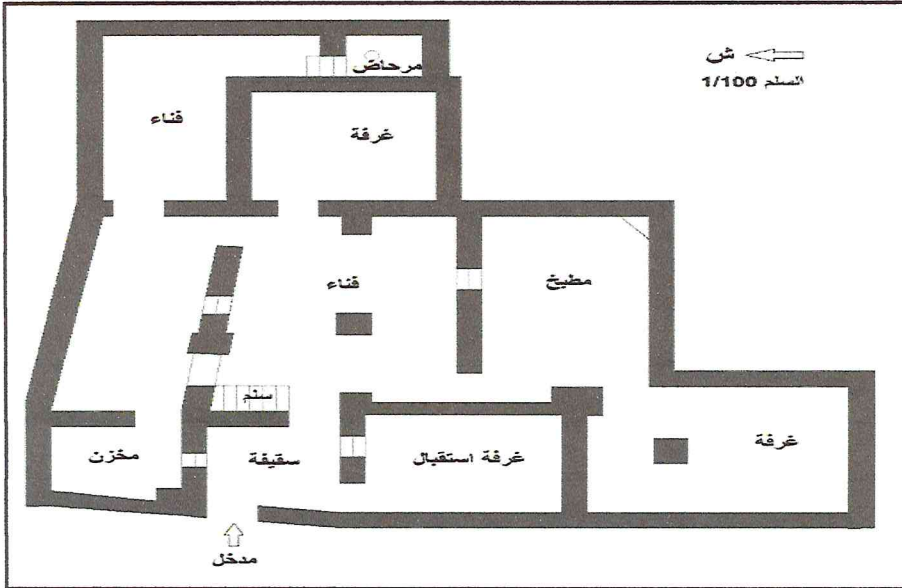 ش
السلم 1/100
مرحاض
فناء
غرفة
فناء
مطبخ
سلم
غرفة
مخزن
سقيفة
غرفة استقبال
مدخل